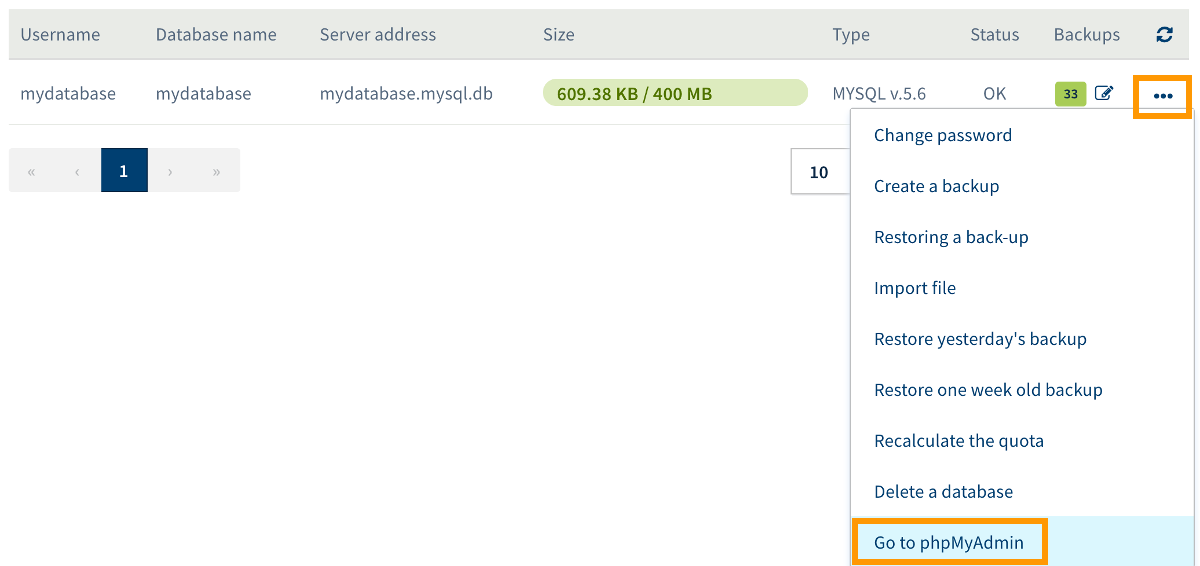 Username Database name Server address Size Type Status Backups
mydatabase mydatabase mydatabase.mysql.db 609.38 KB / 400 MB MYSQL v.5.6 OK 33 •••
« ‹ 1 › » 10
Change password
Create a backup
Restoring a back-up
Import file
Restore yesterday's backup
Restore one week old backup
Recalculate the quota
Delete a database
Go to phpMyAdmin